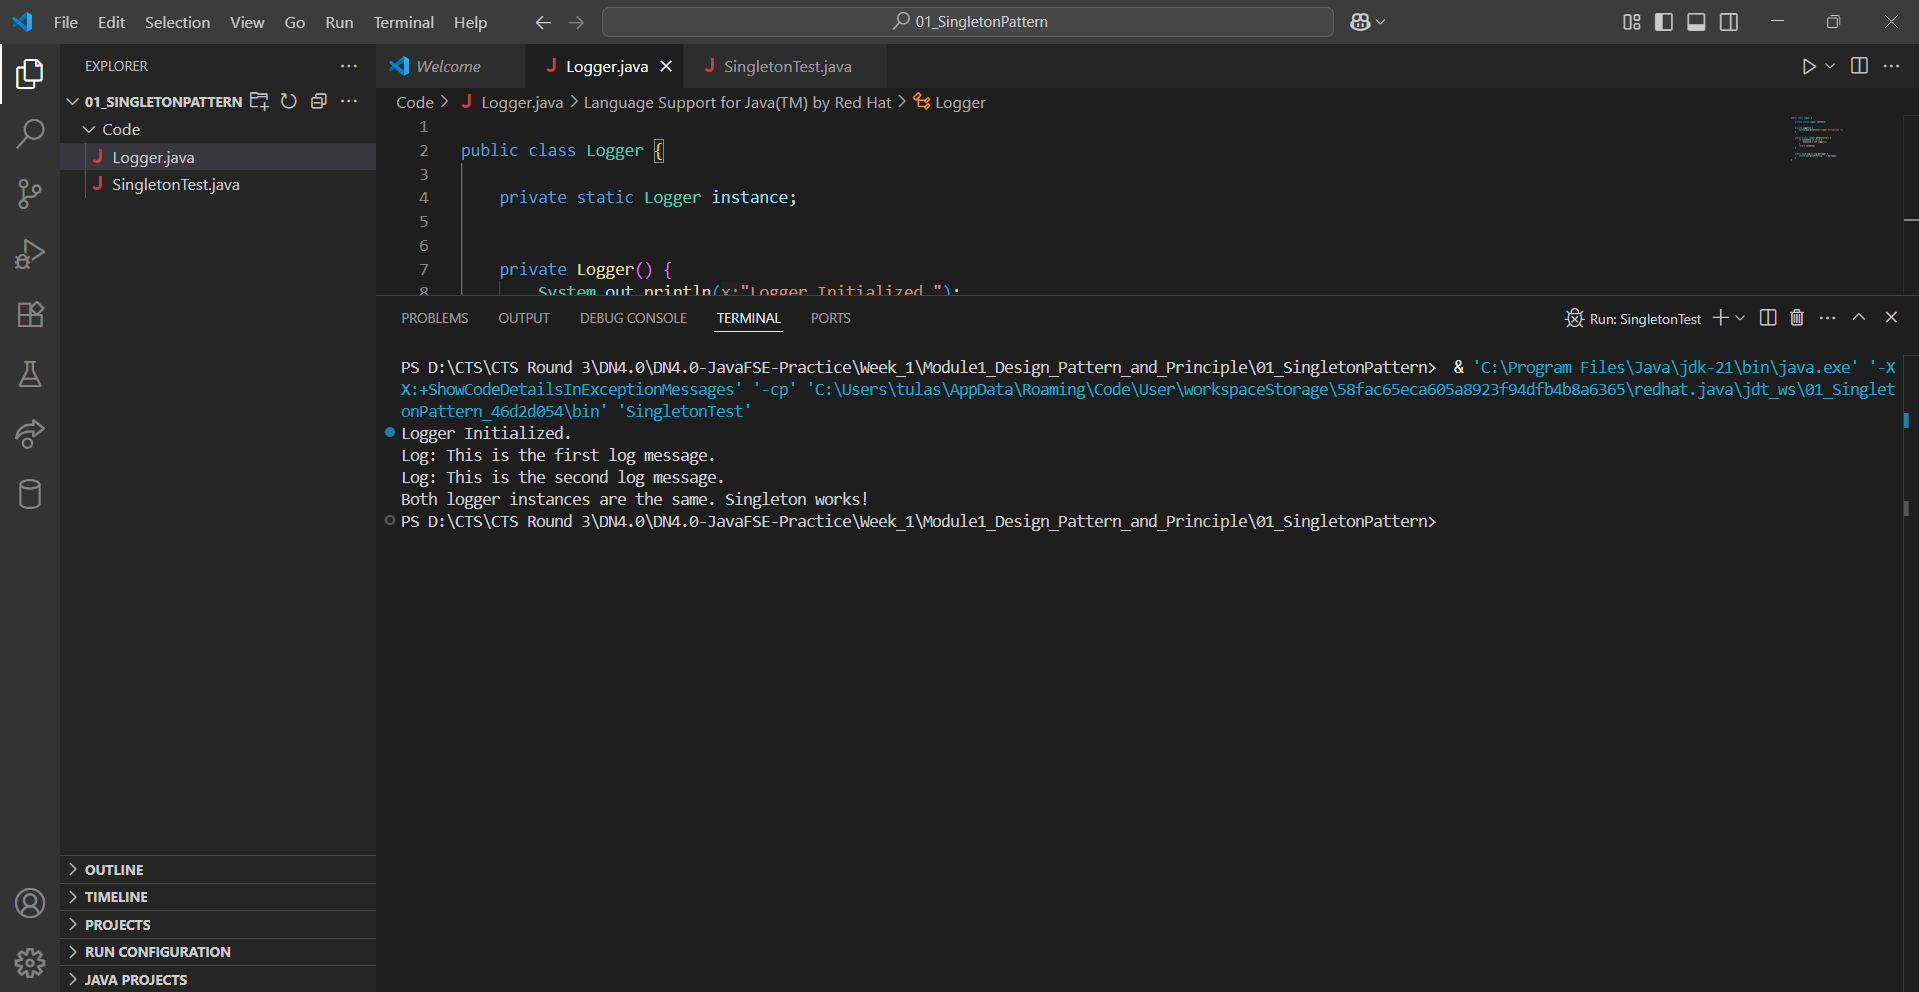 File Edit Selection View Go Run Terminal Help
01_SingletonPattern
EXPLORER
01_SINGLETONPATTERN
Code
Logger.java
SingletonTest.java
OUTLINE
TIMELINE
PROJECTS
RUN CONFIGURATION
JAVA PROJECTS
Welcome Logger.java SingletonTest.java
Code > Logger.java > Language Support for Java(TM) by Red Hat > Logger
1
2 public class Logger {
3
4 private static Logger instance;
5
6
7 private Logger() {
8 System.out.println(x:"Logger Initialized.");
PROBLEMS OUTPUT DEBUG CONSOLE TERMINAL PORTS
Run: SingletonTest
PS D:\CTS\CTS Round 3\DN4.0\DN4.0-JavaFSE-Practice\Week_1\Module1_Design_Pattern_and_Principle\01_SingletonPattern> & 'C:\Program Files\Java\jdk-21\bin\java.exe' '-X
X:+ShowCodeDetailsInExceptionMessages' '-cp' 'C:\Users\tulas\AppData\Roaming\Code\User\workspaceStorage\58fac65eca605a8923f94dfb4b8a6365\redhat.java\jdt_ws\01_Singlet
onPattern_46d2d054\bin' 'SingletonTest'
Logger Initialized.
Log: This is the first log message.
Log: This is the second log message.
Both logger instances are the same. Singleton works!
PS D:\CTS\CTS Round 3\DN4.0\DN4.0-JavaFSE-Practice\Week_1\Module1_Design_Pattern_and_Principle\01_SingletonPattern>